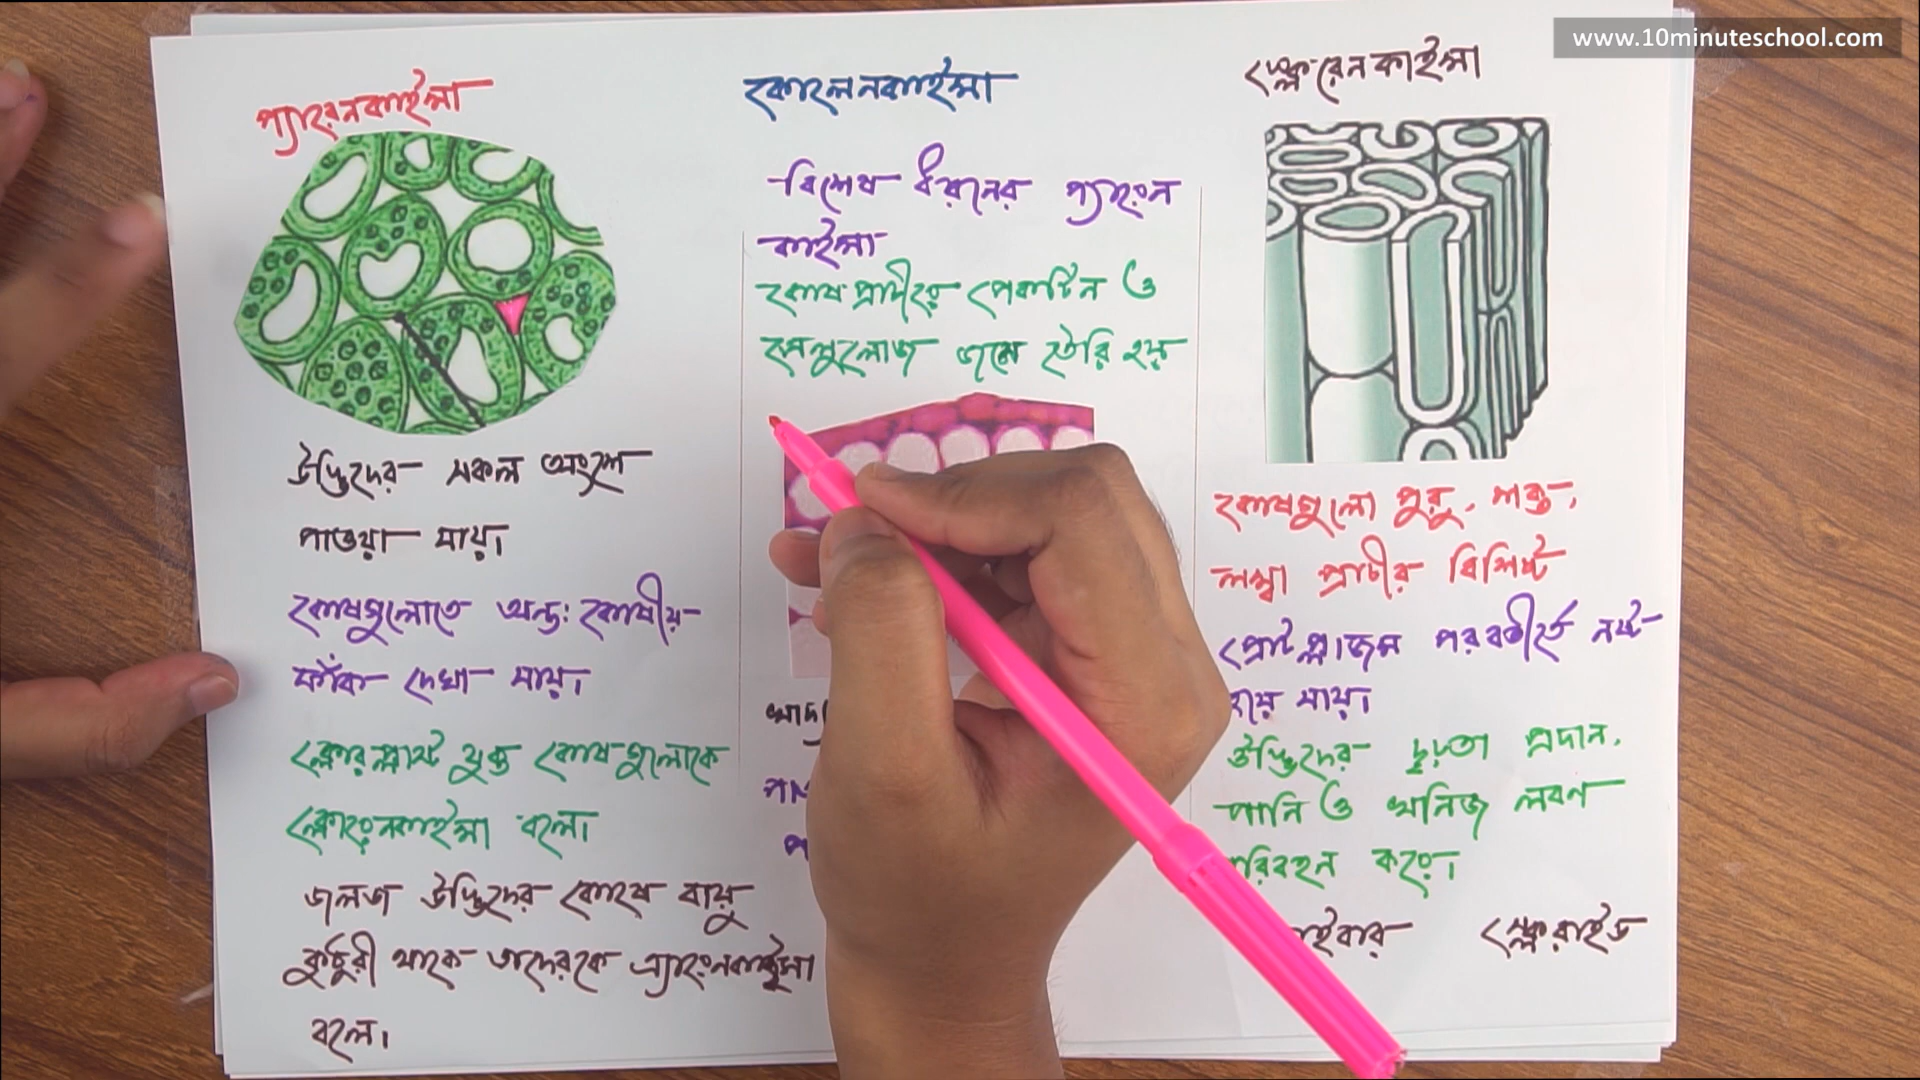 www.10minuteschool.com
প্যারেনকাইমা
উদ্ভিদের সকল অংশে
পাওয়া যায়।
কোষগুলোতে অন্তঃকোষীয়
ফাঁকা দেখা যায়।
ক্লোরপ্লাস্ট যুক্ত কোষগুলোকে
ক্লোরেনকাইমা বলে।
জলজ উদ্ভিদের কোষে বায়ু
কুঠুরী থাকে তাদেরকে এ্যারেনকাইমা
বলে।
কোলেনকাইমা
বিশেষ ধরনের প্যারেন
কাইমা
কোষ প্রাচীরে পেকটিন ও
সেলুলোজ জমে তৈরি হয়
স্ক্লেরেনকাইমা
কোষগুলো পুরু, শক্ত,
লম্বা প্রাচীর বিশিষ্ট
প্রোটপ্লাজম পরবর্তীতে নষ্ট
হয়ে যায়।
উদ্ভিদের দৃঢ়তা প্রদান,
পানি ও খনিজ লবণ
পরিবহন করে।
স্ক্লেরাইড